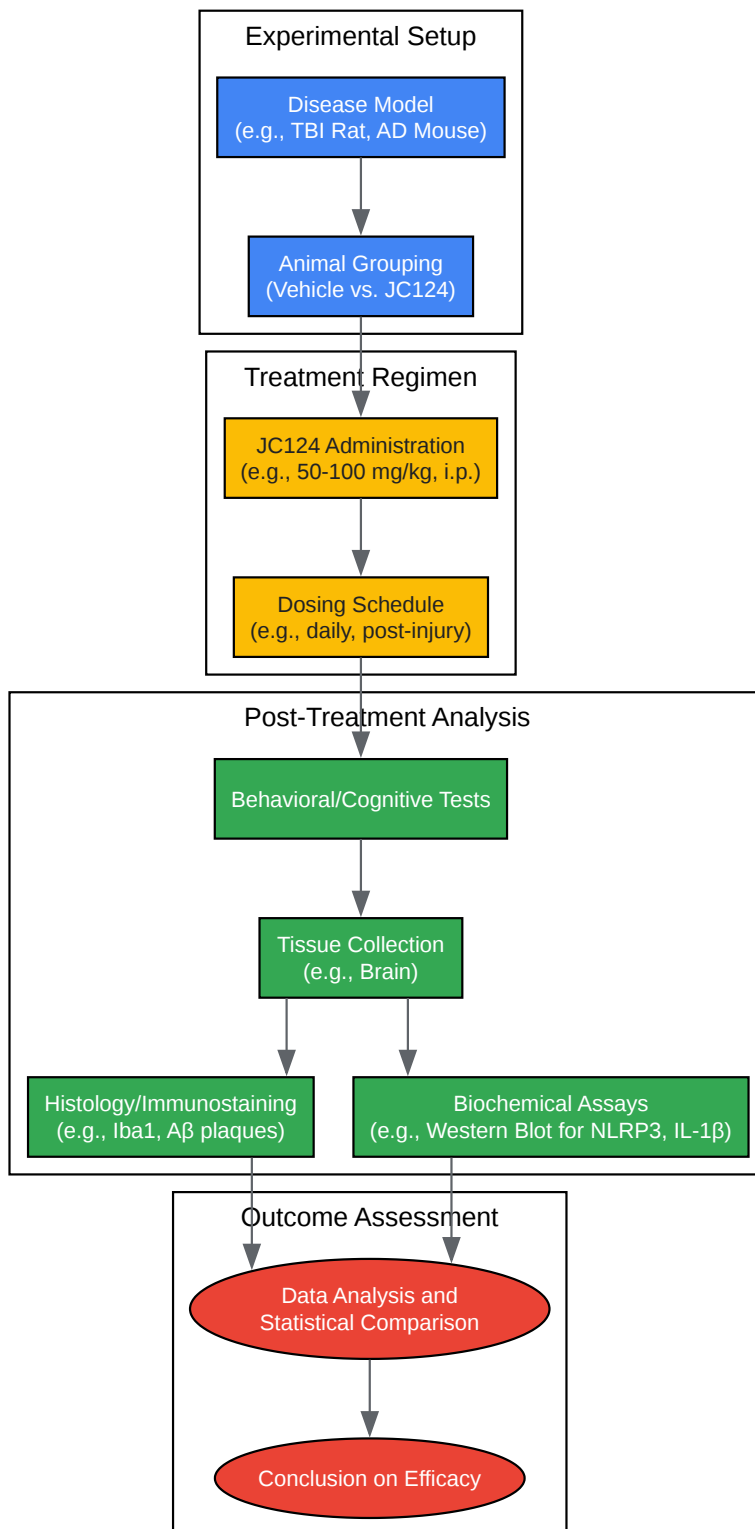 Experimental Setup
Disease Model
(e.g., TBI Rat, AD Mouse)
Animal Grouping
(Vehicle vs. JC124)
Treatment Regimen
JC124 Administration
(e.g., 50-100 mg/kg, i.p.)
Dosing Schedule
(e.g., daily, post-injury)
Post-Treatment Analysis
Behavioral/Cognitive Tests
Tissue Collection
(e.g., Brain)
Histology/Immunostaining
(e.g., Iba1, Aβ plaques)
Biochemical Assays
(e.g., Western Blot for NLRP3, IL-1β)
Outcome Assessment
Data Analysis and
Statistical Comparison
Conclusion on Efficacy